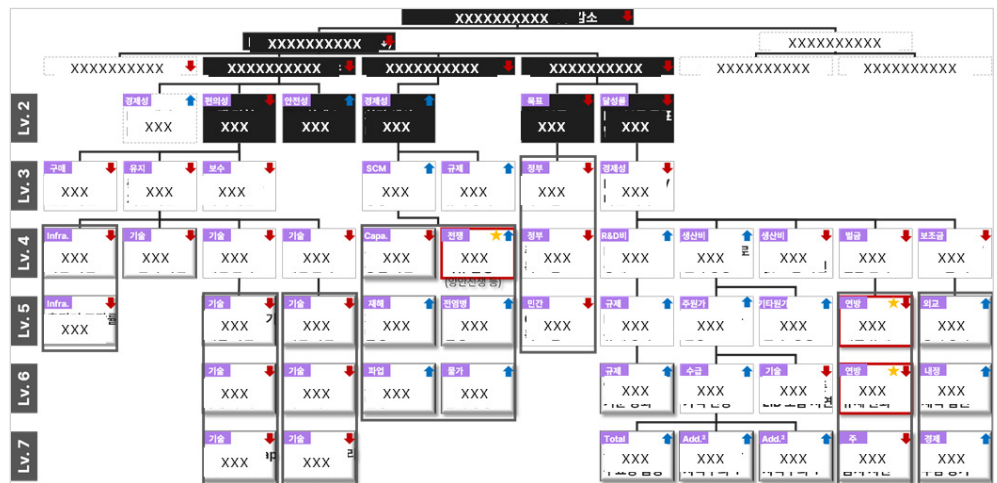 XXXXXXXXXX 감소
XXXXXXXXXX
XXXXXXXXXX
XXXXXXXXXX
XXXXXXXXXX
XXXXXXXXXX
XXXXXXXXXX
XXXXXXXXXX
XXXXXXXXXX
Lv. 2
경제성
XXX
편의성
XXX
안전성
XXX
경제성
XXX
목표
XXX
달성률
XXX
Lv. 3
구매
XXX
유지
XXX
보수
XXX
SCM
XXX
규제
XXX
정부
XXX
경제성
XXX
Lv. 4
Infra.
XXX
기술
XXX
기술
XXX
기술
XXX
Capa.
XXX
전쟁
XXX
(양안전쟁 등)
정부
XXX
R&D비
XXX
생산비
XXX
생산비
XXX
벌금
XXX
보조금
XXX
Lv. 5
Infra.
XXX
기술
XXX
기술
XXX
재해
XXX
전염병
XXX
민간
XXX
규제
XXX
주원가
XXX
기타원가
XXX
연방
XXX
외교
XXX
Lv. 6
기술
XXX
기술
XXX
파업
XXX
물가
XXX
규제
XXX
수급
XXX
기술
XXX
연방
XXX
내정
XXX
Lv. 7
기술
XXX
기술
XXX
Total
XXX
Add.²
XXX
Add.²
XXX
주
XXX
경제
XXX